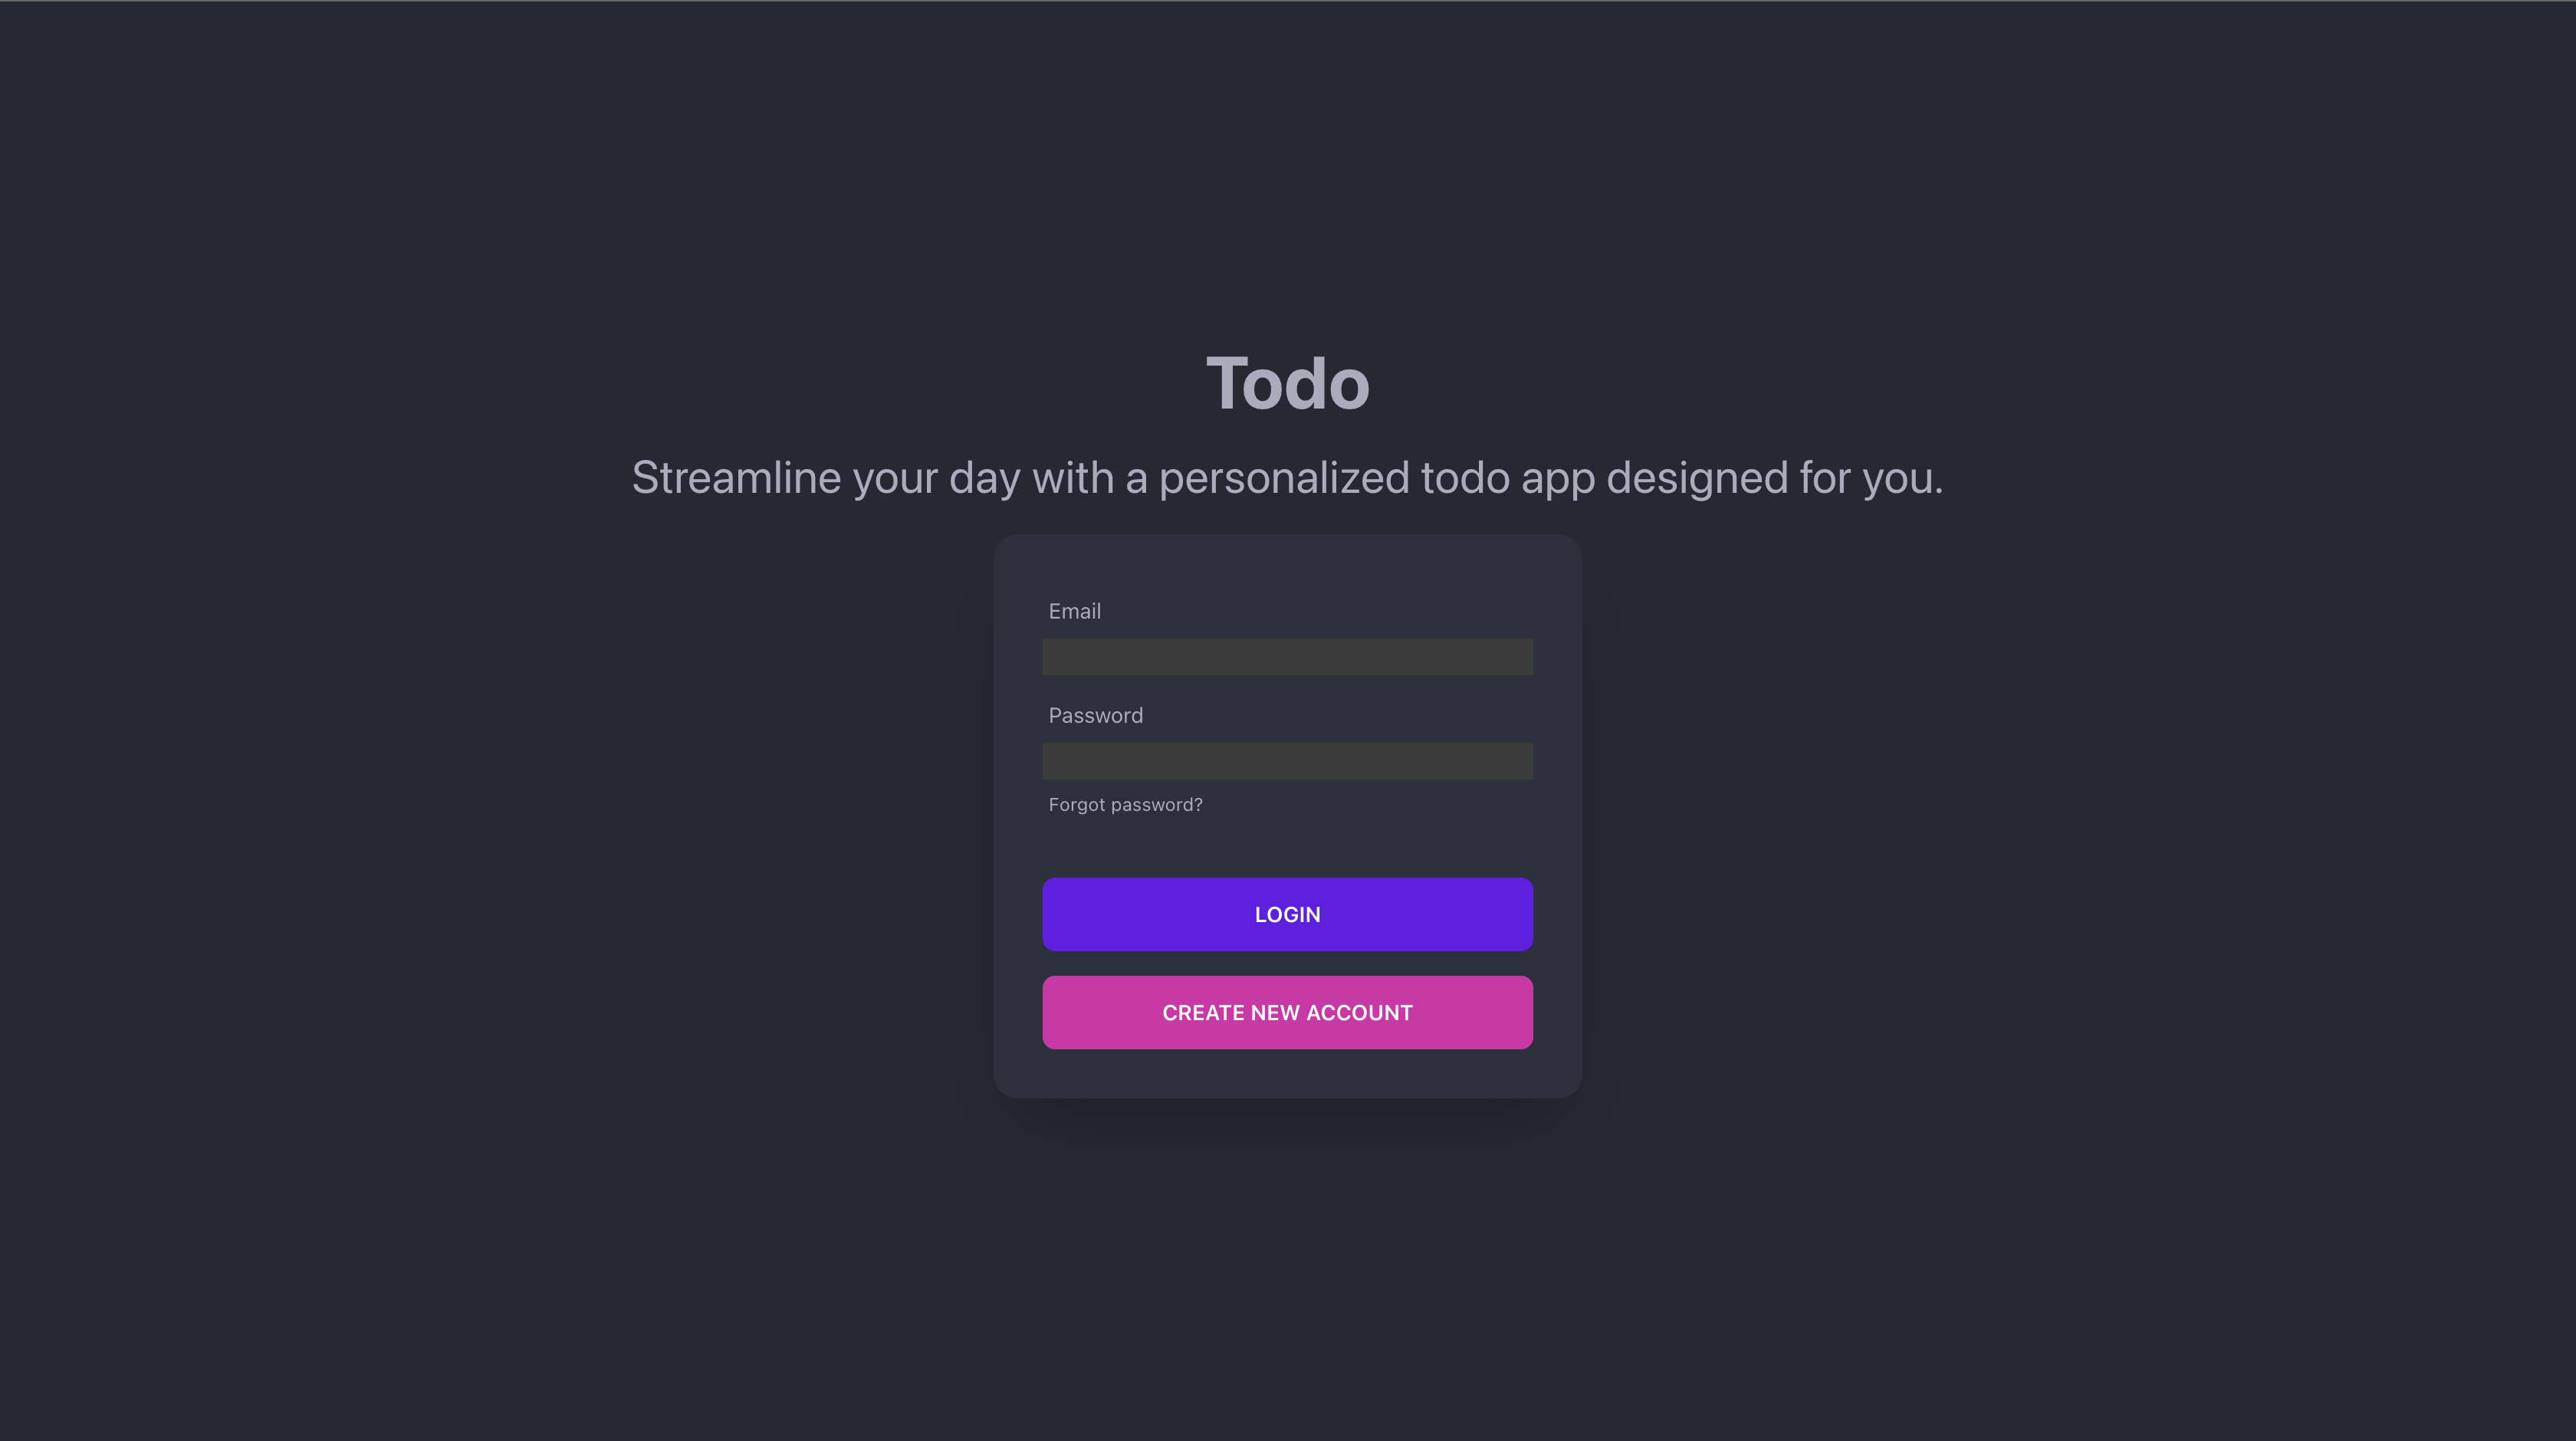 Todo
Streamline your day with a personalized todo app designed for you.
Email
Password
Forgot password?
LOGIN
CREATE NEW ACCOUNT